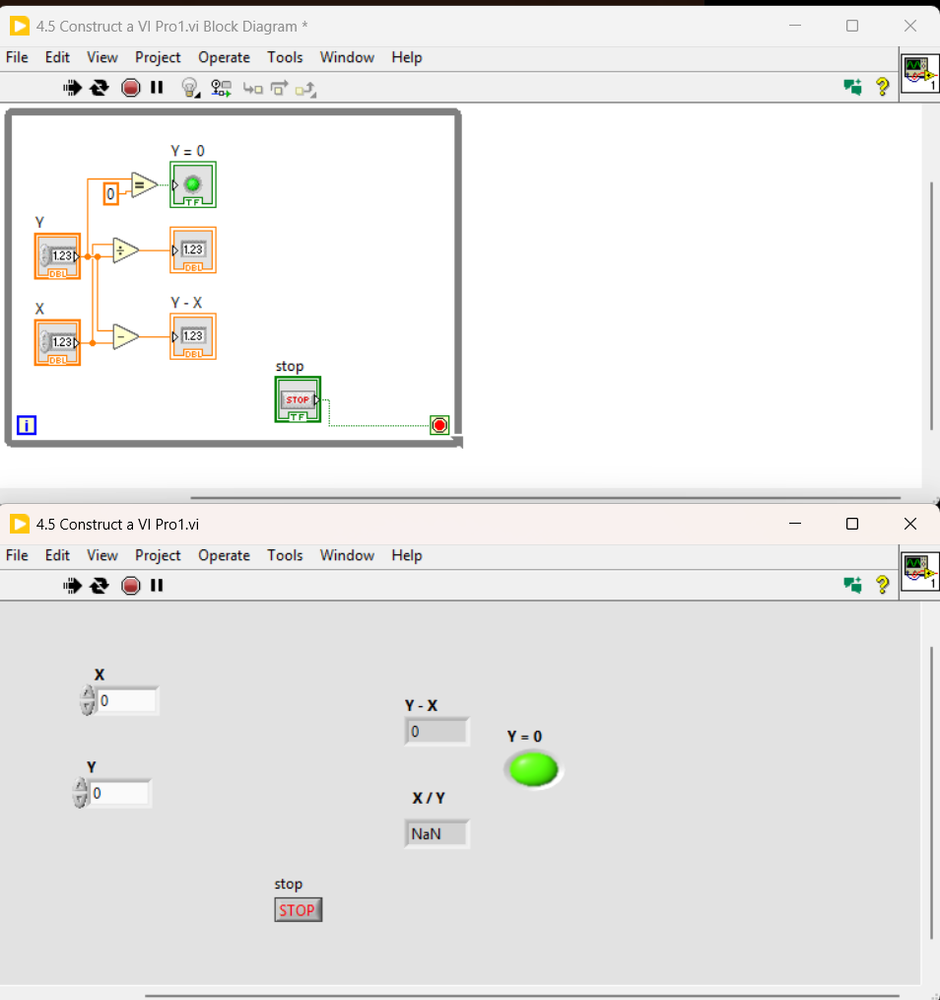 4.5 Construct a VI Pro1.vi Block Diagram *
File Edit View Project Operate Tools Window Help
? 1
Y = 0
=
0
TF
Y
1.23
DBL
÷
1.23
DBL
X
1.23
DBL
Y - X
-
1.23
DBL
stop
STOP
TF
i
4.5 Construct a VI Pro1.vi
File Edit View Project Operate Tools Window Help
? 1
X
0
Y - X
0
Y = 0
Y
0
X / Y
NaN
stop
STOP